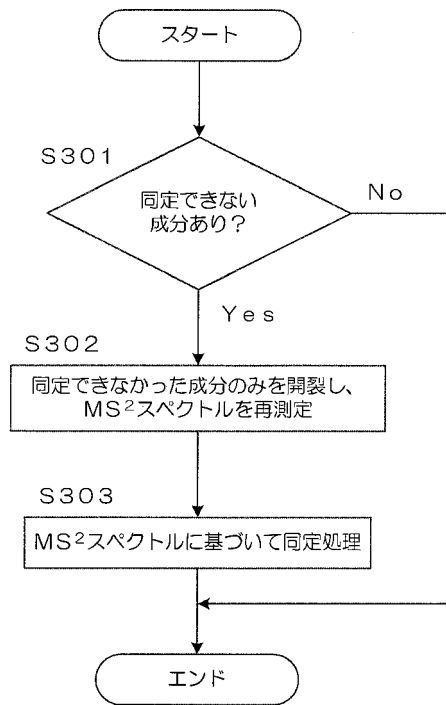 スタート
S301
同定できない
成分あり?
No
Yes
S302
同定できなかった成分のみを開裂し、
MS²スペクトルを再測定
S303
MS²スペクトルに基づいて同定処理
エンド